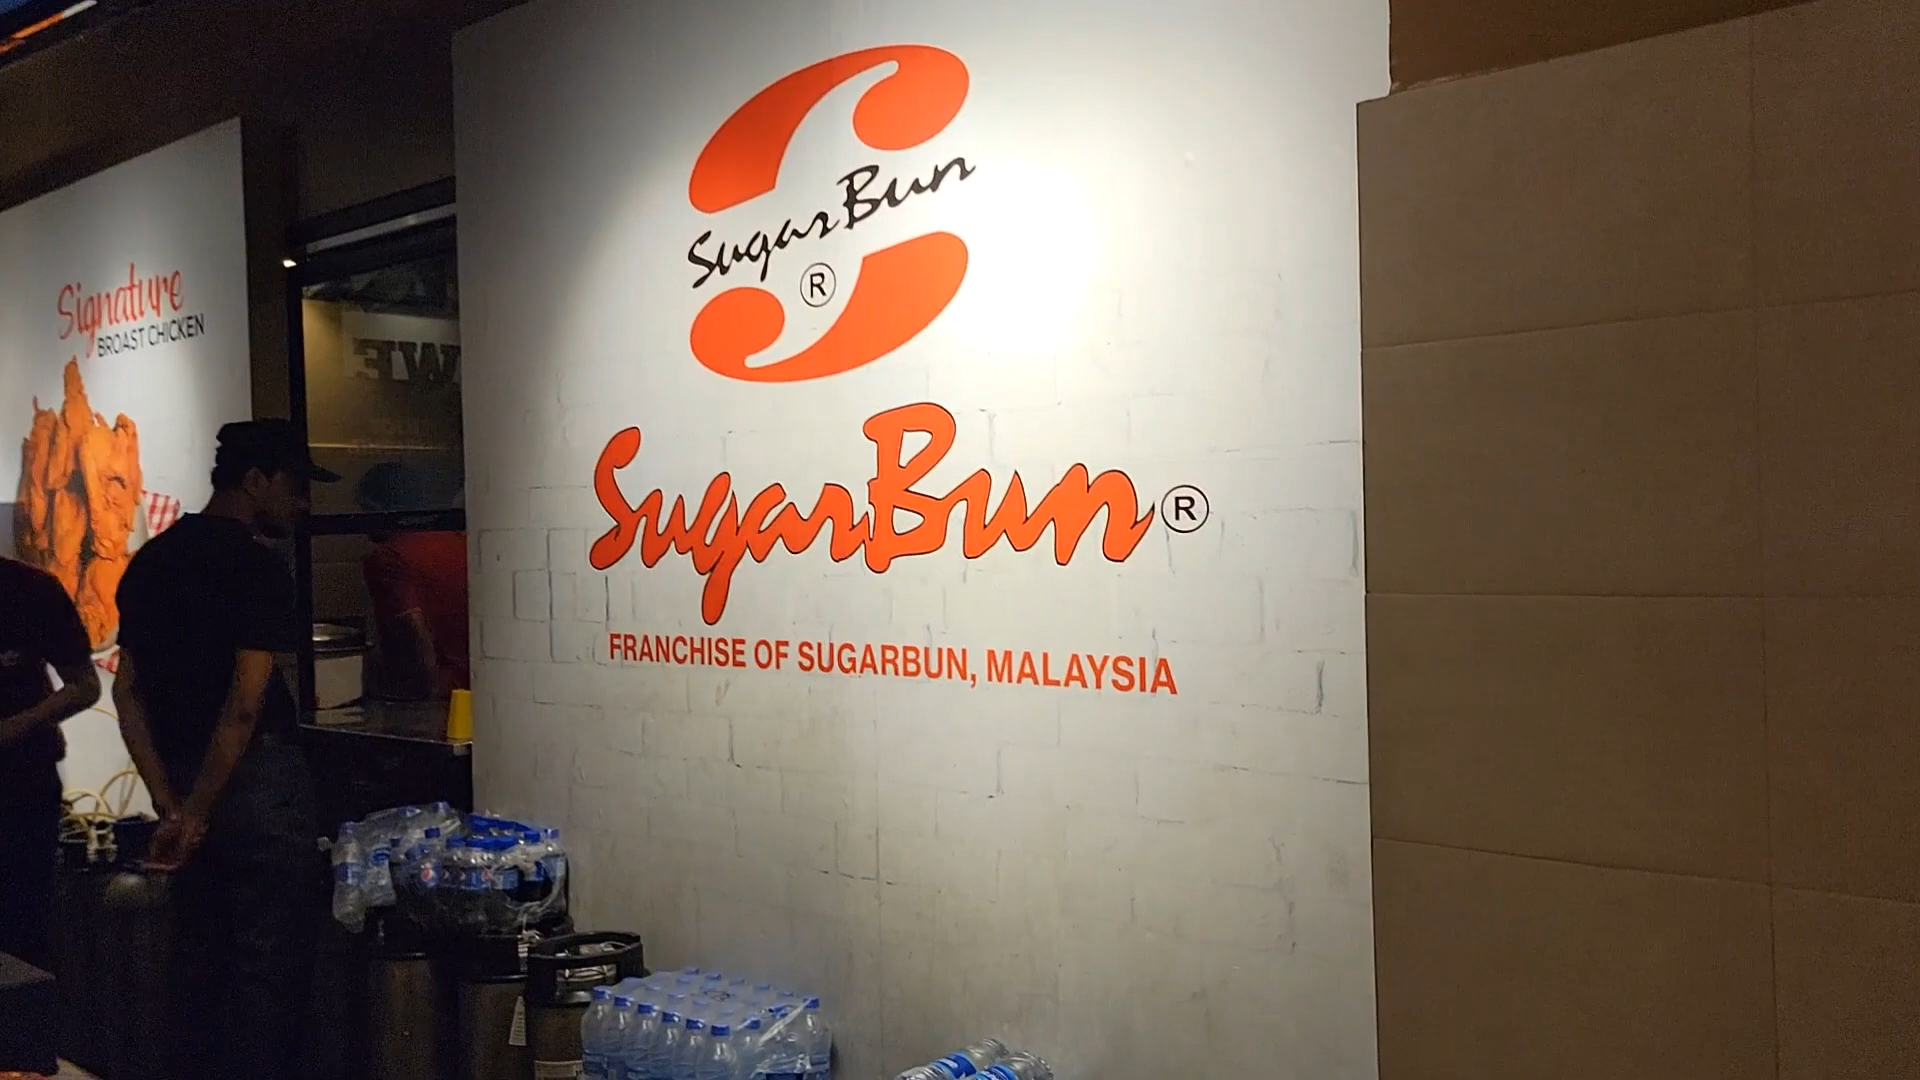 Signature
BROAST CHICKEN
SugarBun
®
SugarBun®
FRANCHISE OF SUGARBUN, MALAYSIA